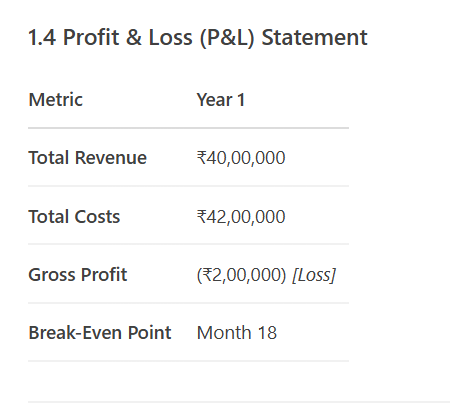 1.4 Profit & Loss (P&L) Statement
Metric Year 1
Total Revenue ₹40,00,000
Total Costs ₹42,00,000
Gross Profit (₹2,00,000) [Loss]
Break-Even Point Month 18